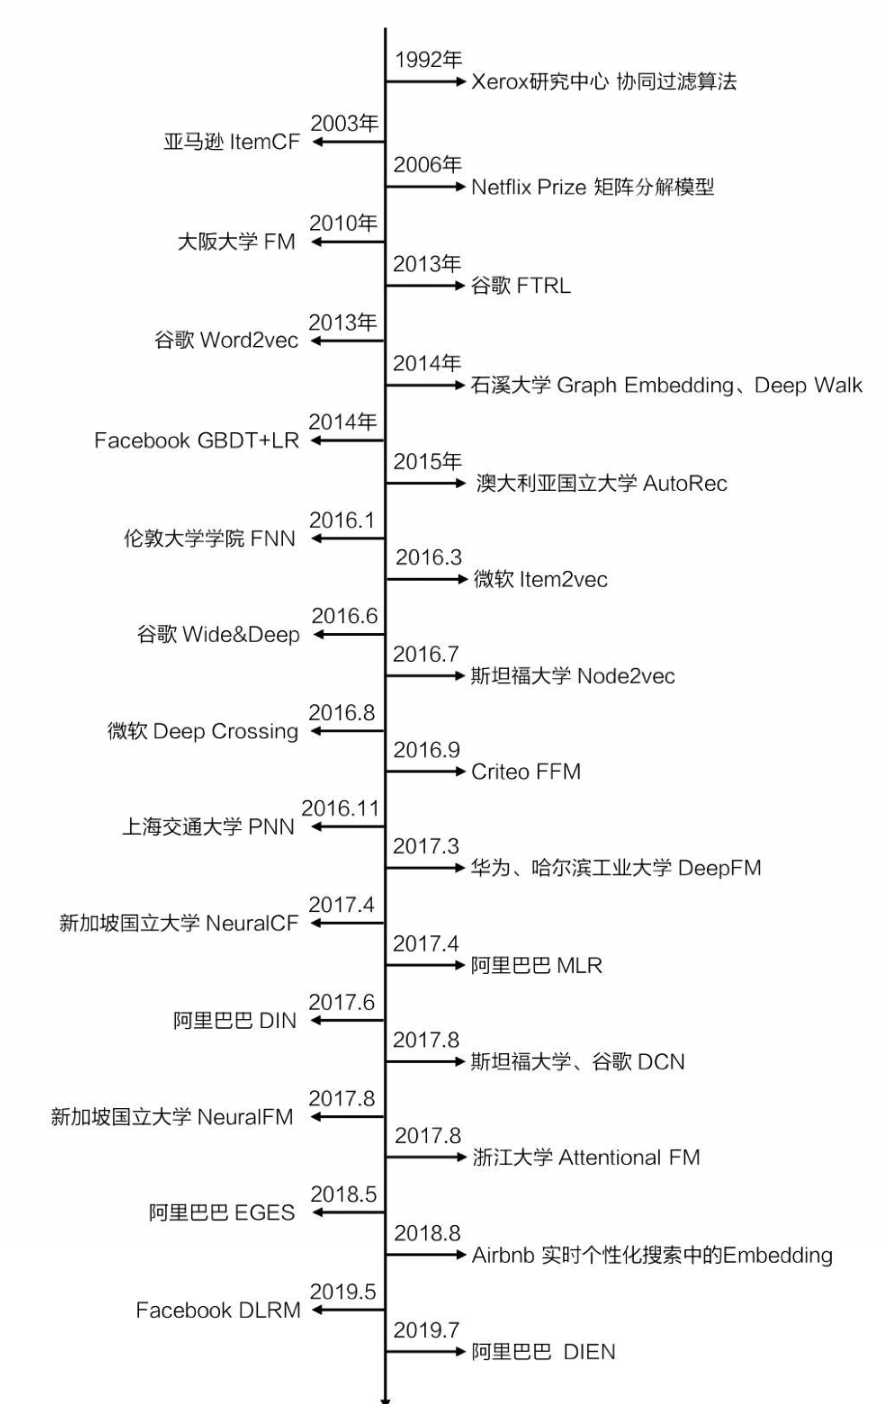 1992年
Xerox研究中心 协同过滤算法
2003年
亚马逊 ItemCF
2006年
Netflix Prize 矩阵分解模型
2010年
大阪大学 FM
2013年
谷歌 FTRL
2013年
谷歌 Word2vec
2014年
石溪大学 Graph Embedding、Deep Walk
2014年
Facebook GBDT+LR
2015年
澳大利亚国立大学 AutoRec
2016.1
伦敦大学学院 FNN
2016.3
微软 Item2vec
2016.6
谷歌 Wide&Deep
2016.7
斯坦福大学 Node2vec
2016.8
微软 Deep Crossing
2016.9
Criteo FFM
2016.11
上海交通大学 PNN
2017.3
华为、哈尔滨工业大学 DeepFM
2017.4
新加坡国立大学 NeuralCF
2017.4
阿里巴巴 MLR
2017.6
阿里巴巴 DIN
2017.8
斯坦福大学、谷歌 DCN
2017.8
新加坡国立大学 NeuralFM
2017.8
浙江大学 Attentional FM
2018.5
阿里巴巴 EGES
2018.8
Airbnb 实时个性化搜索中的Embedding
2019.5
Facebook DLRM
2019.7
阿里巴巴 DIEN